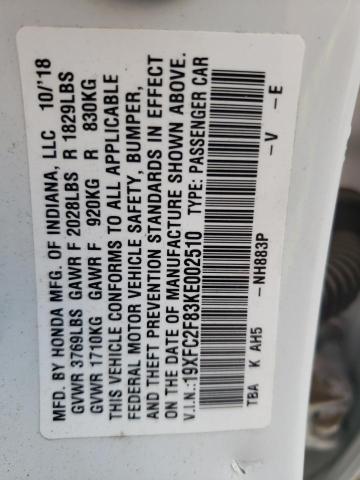 MFD. BY HONDA MFG. OF INDIANA, LLC 10/'18
GVWR 3769LBS GAWR F 2028LBS R 1829LBS
GVWR 1710KG GAWR F 920KG R 830KG
THIS VEHICLE CONFORMS TO ALL APPLICABLE
FEDERAL MOTOR VEHICLE SAFETY, BUMPER,
AND THEFT PREVENTION STANDARDS IN EFFECT
ON THE DATE OF MANUFACTURE SHOWN ABOVE.
V.I.N.:19XFC2F83KE002510 TYPE: PASSENGER CAR
TBA K AH5 -NH883P -V -E